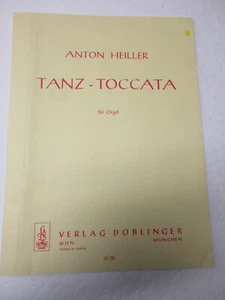 ANTON HEILLER
TANZ - TOCCATA
für Orgel
VERLAG DOBLINGER
WIEN MÜNCHEN